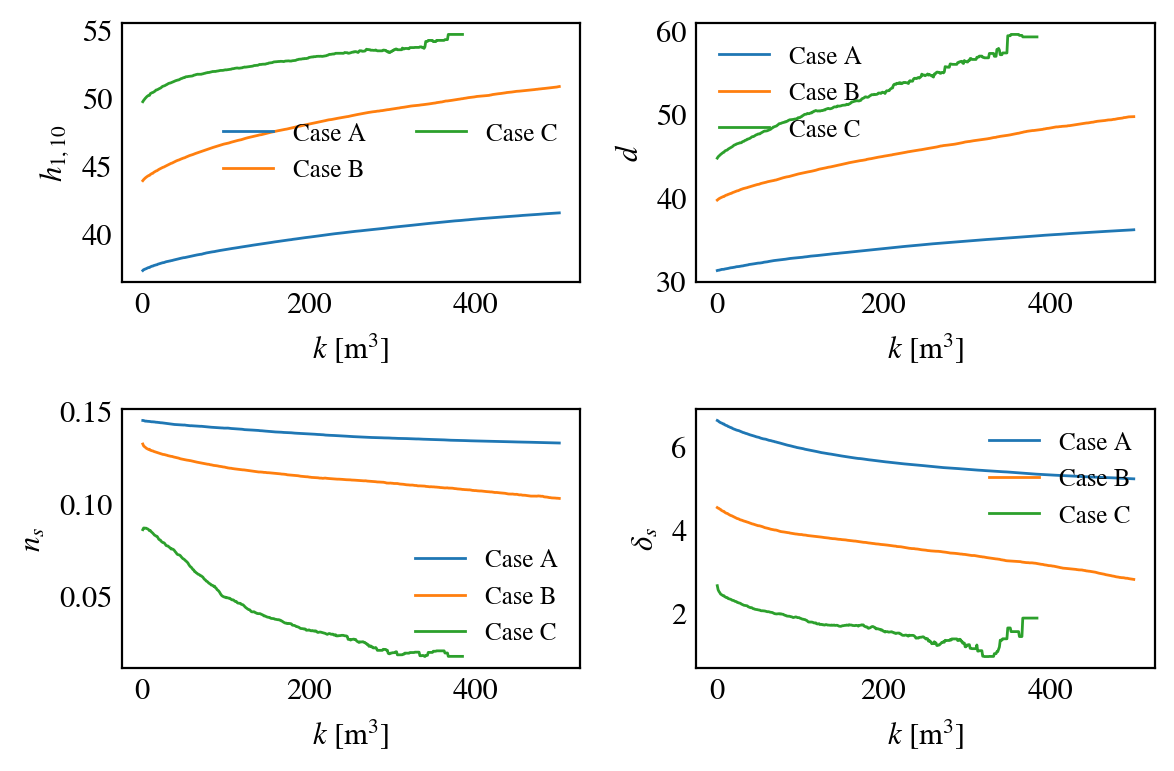 55
50
45
40
h1, 10
0 200 400
k [m³]
Case A Case C
Case B
60
50
40
30
d
0 200 400
k [m³]
Case A
Case B
Case C
0.15
0.10
0.05
ns
0 200 400
k [m³]
Case A
Case B
Case C
6
4
2
δs
0 200 400
k [m³]
Case A
Case B
Case C